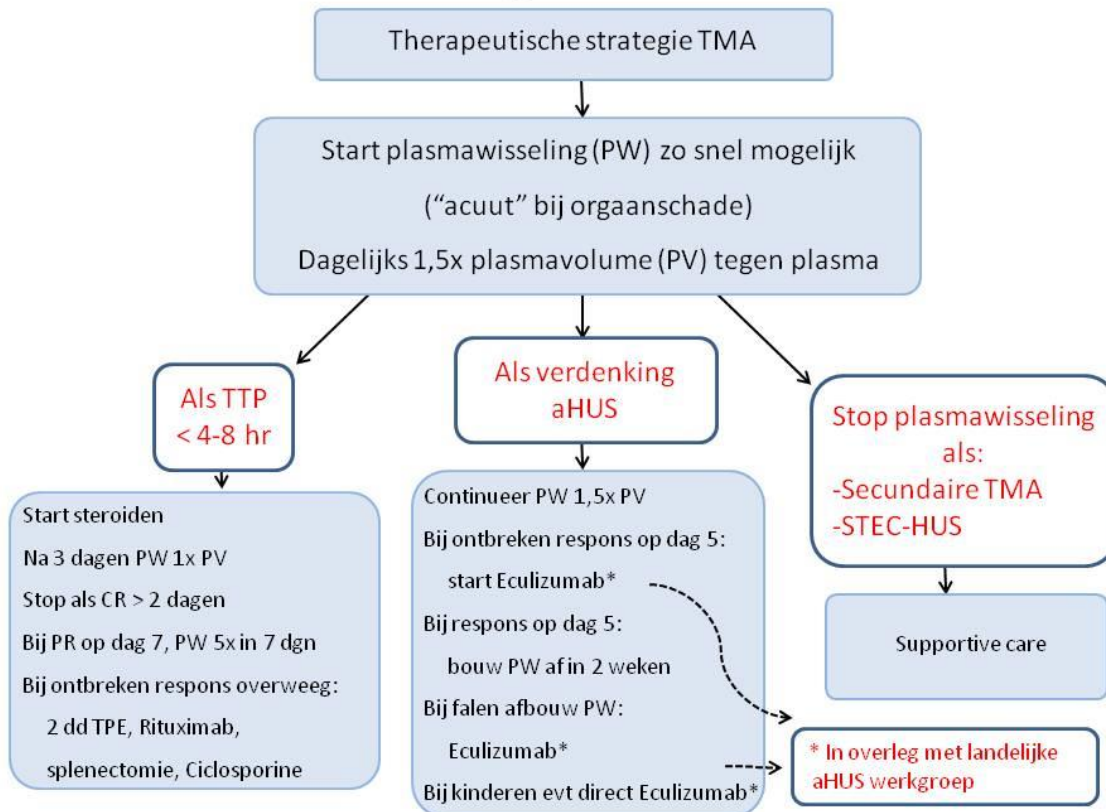 Therapeutische strategie TMA
Start plasmawisseling (PW) zo snel mogelijk
(“acuut” bij orgaanschade)
Dagelijks 1,5x plasmavolume (PV) tegen plasma
Als TTP
< 4-8 hr
Start steroiden
Na 3 dagen PW 1x PV
Stop als CR > 2 dagen
Bij PR op dag 7, PW 5x in 7 dgn
Bij ontbreken respons overweeg:
2 dd TPE, Rituximab,
splenectomie, Ciclosporine
Als verdenking
aHUS
Continueer PW 1,5x PV
Bij ontbreken respons op dag 5:
start Eculizumab*
Bij respons op dag 5:
bouw PW af in 2 weken
Bij falen afbouw PW:
Eculizumab*
Bij kinderen evt direct Eculizumab*
Stop plasmawisseling
als:
-Secundaire TMA
-STEC-HUS
Supportive care
* In overleg met landelijke
aHUS werkgroep